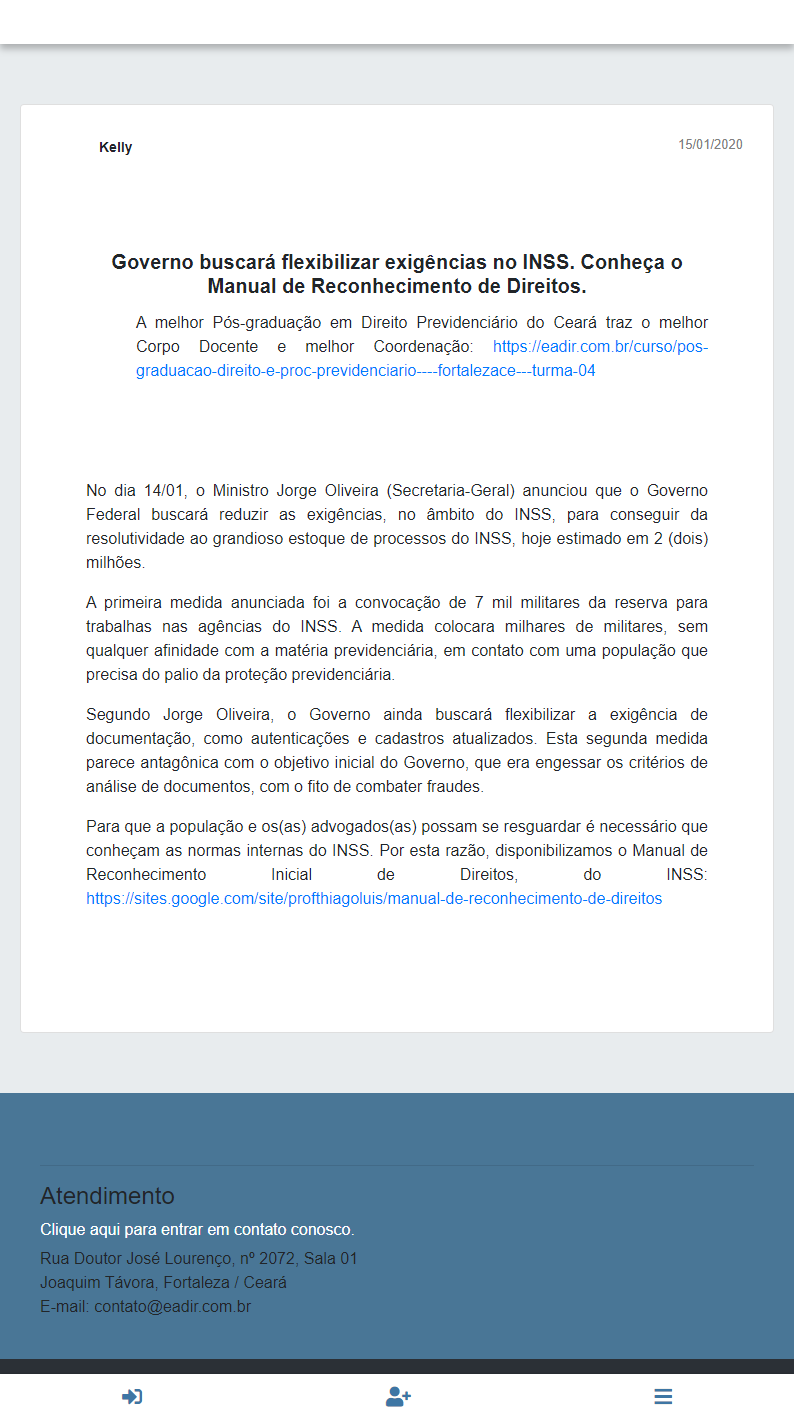 Kelly
15/01/2020
Governo buscará flexibilizar exigências no INSS. Conheça o
Manual de Reconhecimento de Direitos.
A melhor Pós-graduação em Direito Previdenciário do Ceará traz o melhor
Corpo Docente e melhor Coordenação: https://eadir.com.br/curso/pos-
graduacao-direito-e-proc-previdenciario----fortalezace---turma-04
No dia 14/01, o Ministro Jorge Oliveira (Secretaria-Geral) anunciou que o Governo
Federal buscará reduzir as exigências, no âmbito do INSS, para conseguir da
resolutividade ao grandioso estoque de processos do INSS, hoje estimado em 2 (dois)
milhões.
A primeira medida anunciada foi a convocação de 7 mil militares da reserva para
trabalhas nas agências do INSS. A medida colocara milhares de militares, sem
qualquer afinidade com a matéria previdenciária, em contato com uma população que
precisa do palio da proteção previdenciária.
Segundo Jorge Oliveira, o Governo ainda buscará flexibilizar a exigência de
documentação, como autenticações e cadastros atualizados. Esta segunda medida
parece antagônica com o objetivo inicial do Governo, que era engessar os critérios de
análise de documentos, com o fito de combater fraudes.
Para que a população e os(as) advogados(as) possam se resguardar é necessário que
conheçam as normas internas do INSS. Por esta razão, disponibilizamos o Manual de
Reconhecimento Inicial de Direitos, do INSS:
https://sites.google.com/site/profthiagoluis/manual-de-reconhecimento-de-direitos
Atendimento
Clique aqui para entrar em contato conosco.
Rua Doutor José Lourenço, nº 2072, Sala 01
Joaquim Távora, Fortaleza / Ceará
E-mail: contato@eadir.com.br